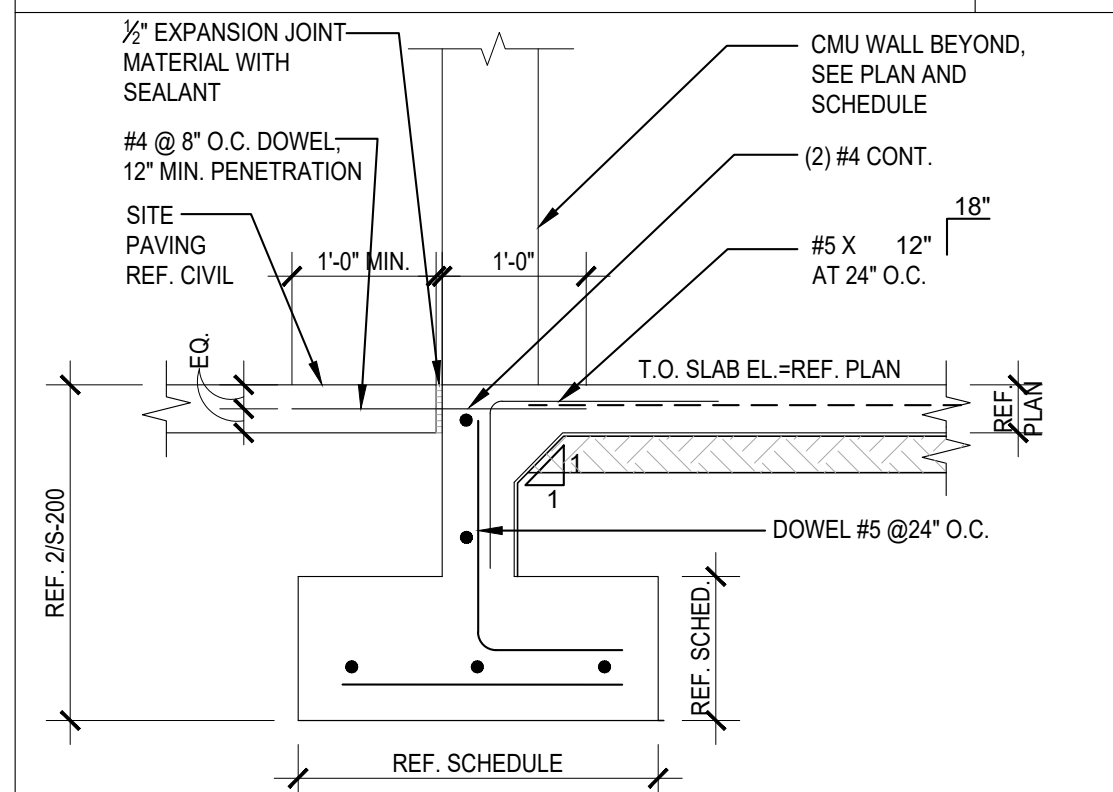 ½" EXPANSION JOINT
MATERIAL WITH
SEALANT
#4 @ 8" O.C. DOWEL,
12" MIN. PENETRATION
SITE
PAVING
REF. CIVIL
1'-0" MIN.
1'-0"
CMU WALL BEYOND,
SEE PLAN AND
SCHEDULE
(2) #4 CONT.
18"
#5 X 12"
AT 24" O.C.
EQ.
T.O. SLAB EL.=REF. PLAN
REF.
PLAN
1
1
DOWEL #5 @24" O.C.
REF. 2/S-200
REF. SCHED.
REF. SCHEDULE